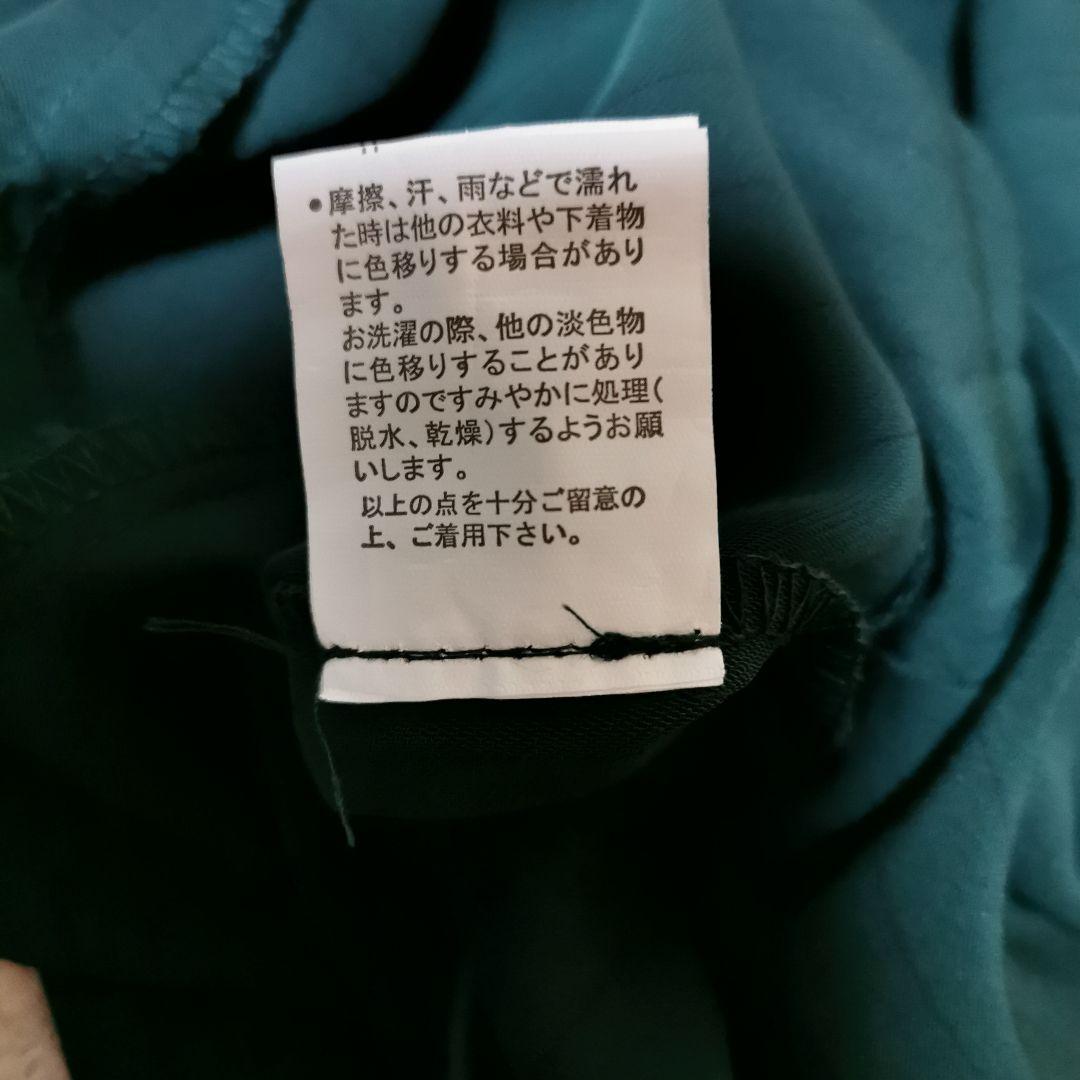 ●摩擦、汗、雨などで濡れ
た時は他の衣料や下着物
に色移りする場合があり
ます。
お洗濯の際、他の淡色物
に色移りすることがあり
ますのですみやかに処理(
脱水、乾燥)するようお願
いします。
以上の点を十分ご留意の
上、ご着用下さい。